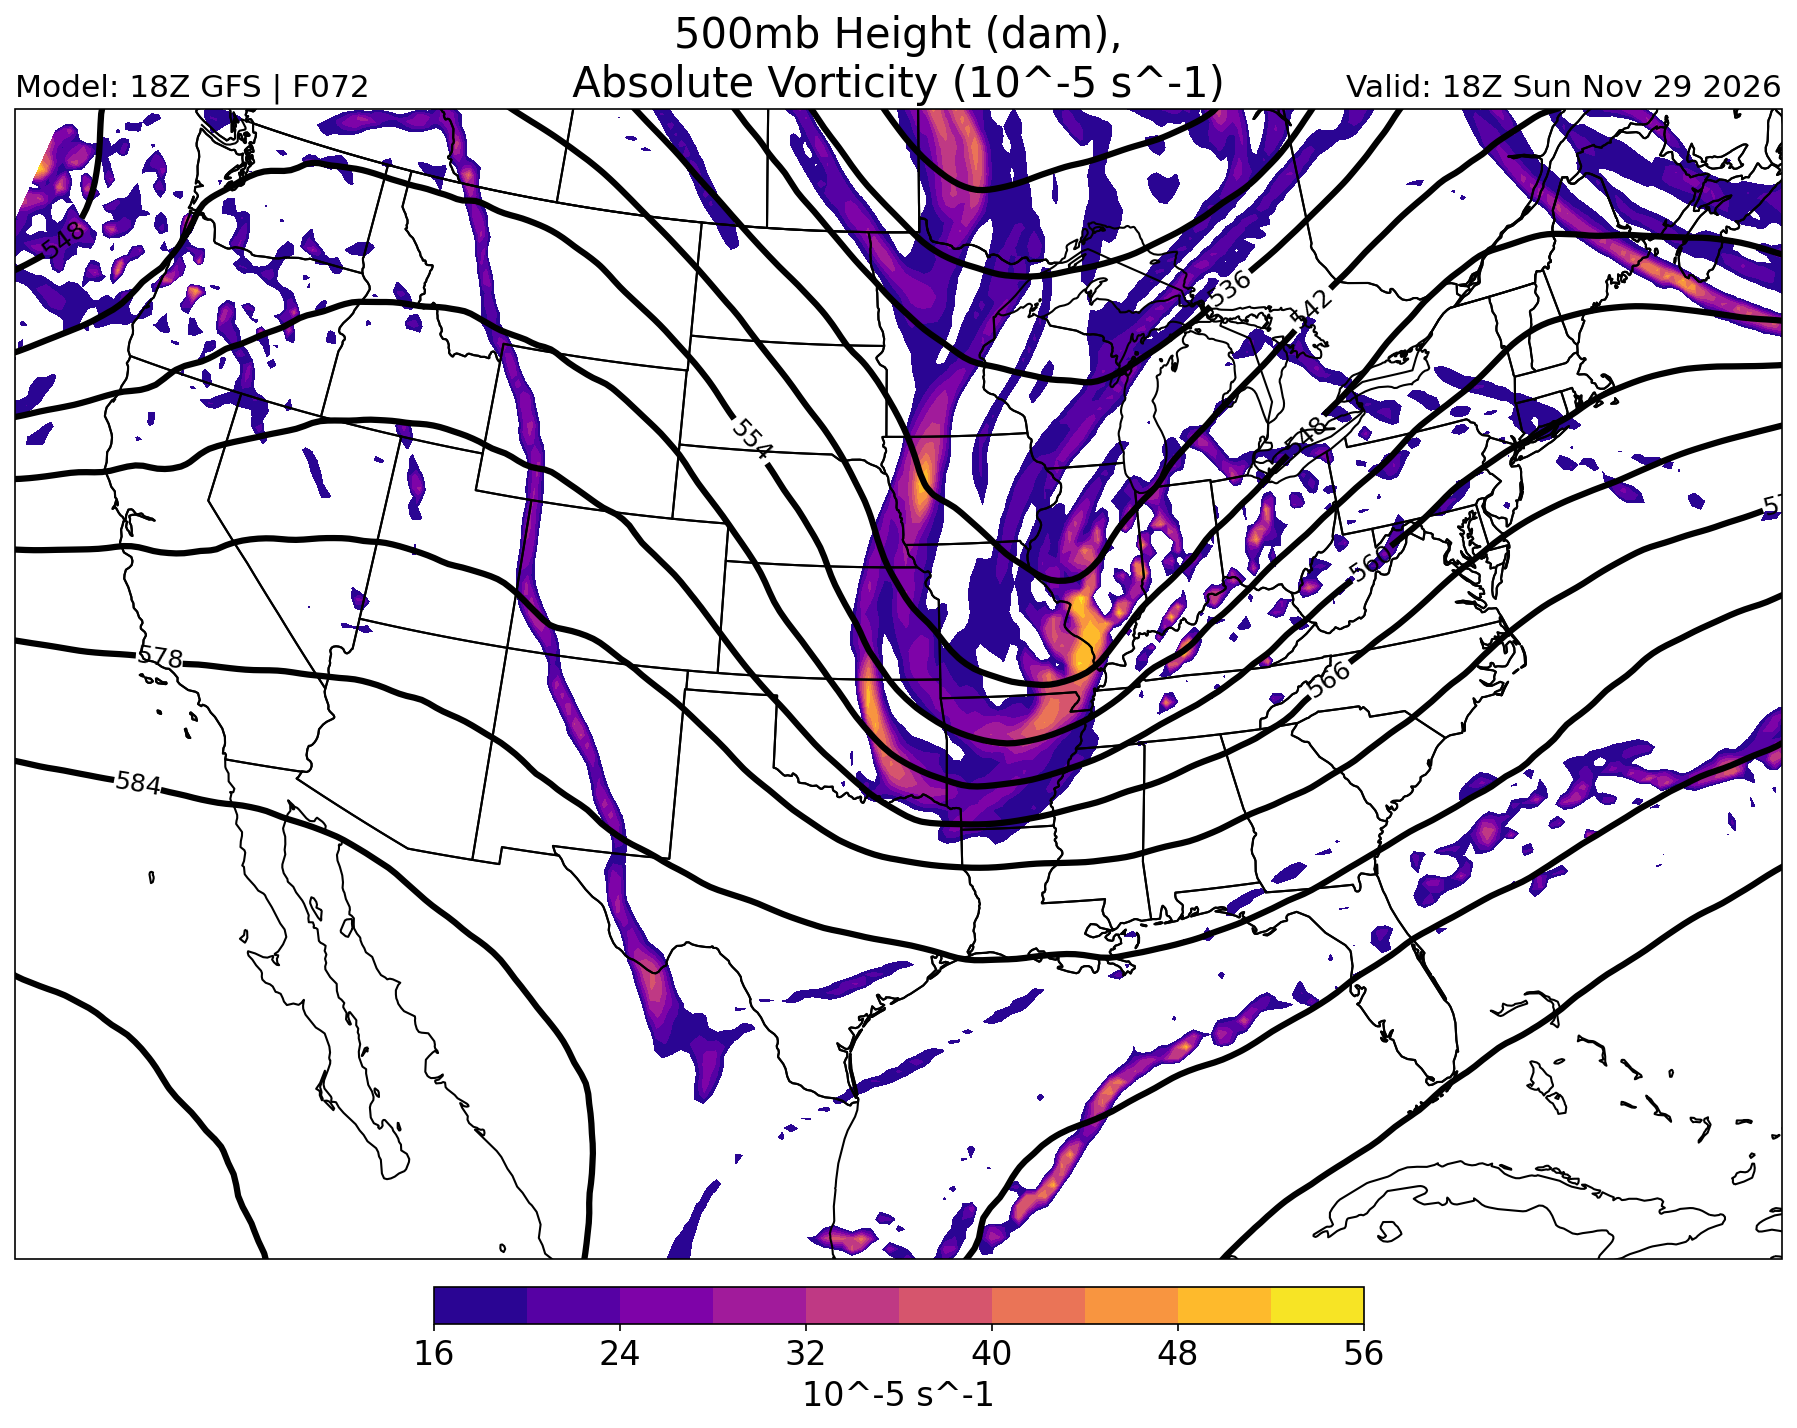 500mb Height (dam),
Absolute Vorticity (10^-5 s^-1)
Model: 18Z GFS | F072
Valid: 18Z Sun Nov 29 2026
548
536
542
548
554
560
566
578
584
16 24 32 40 48 56
10^-5 s^-1